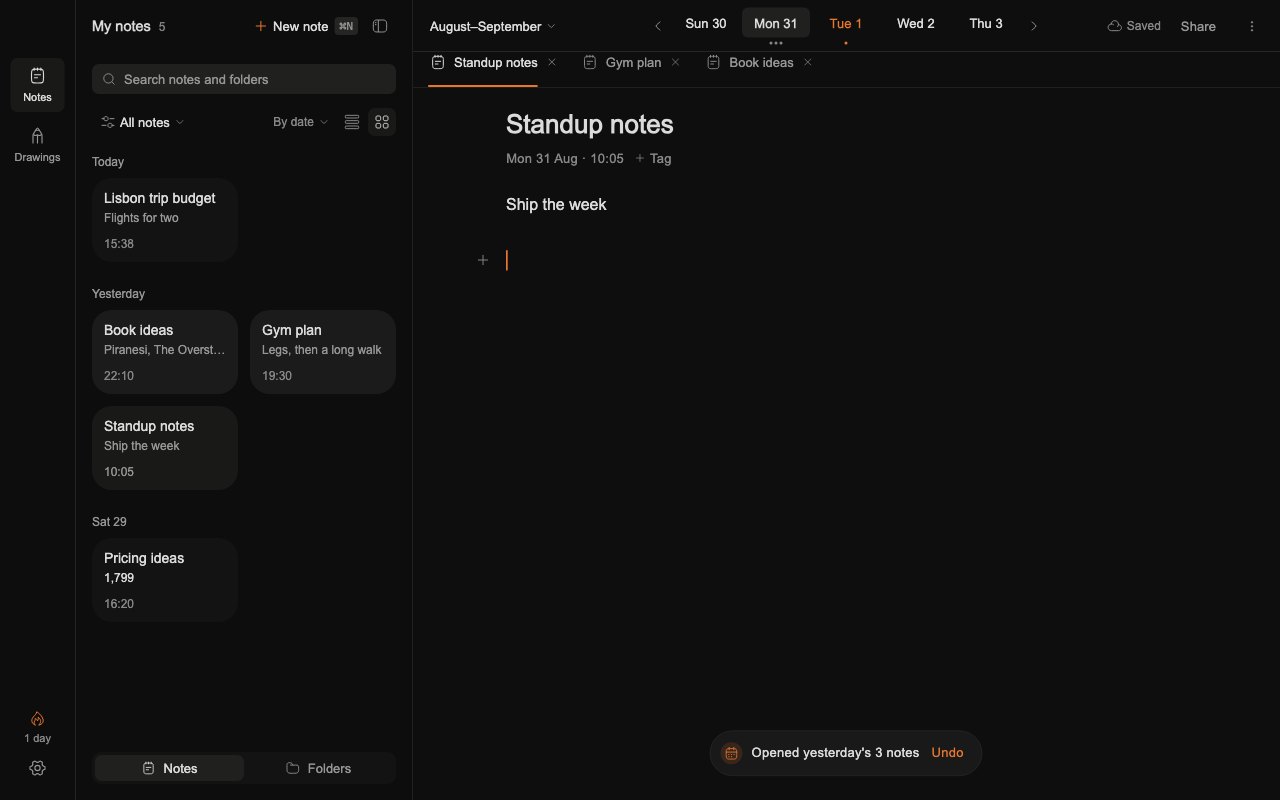 My notes 5
New note ⌘N
August–September
Sun 30
Mon 31
Tue 1
Wed 2
Thu 3
Saved
Share
Notes
Drawings
Search notes and folders
All notes
By date
Standup notes
Gym plan
Book ideas
Today
Lisbon trip budget
Flights for two
15:38
Yesterday
Book ideas
Piranesi, The Overst…
22:10
Gym plan
Legs, then a long walk
19:30
Standup notes
Ship the week
10:05
Sat 29
Pricing ideas
1,799
16:20
1 day
Notes
Folders
Standup notes
Mon 31 Aug · 10:05 + Tag
Ship the week
Opened yesterday's 3 notes Undo